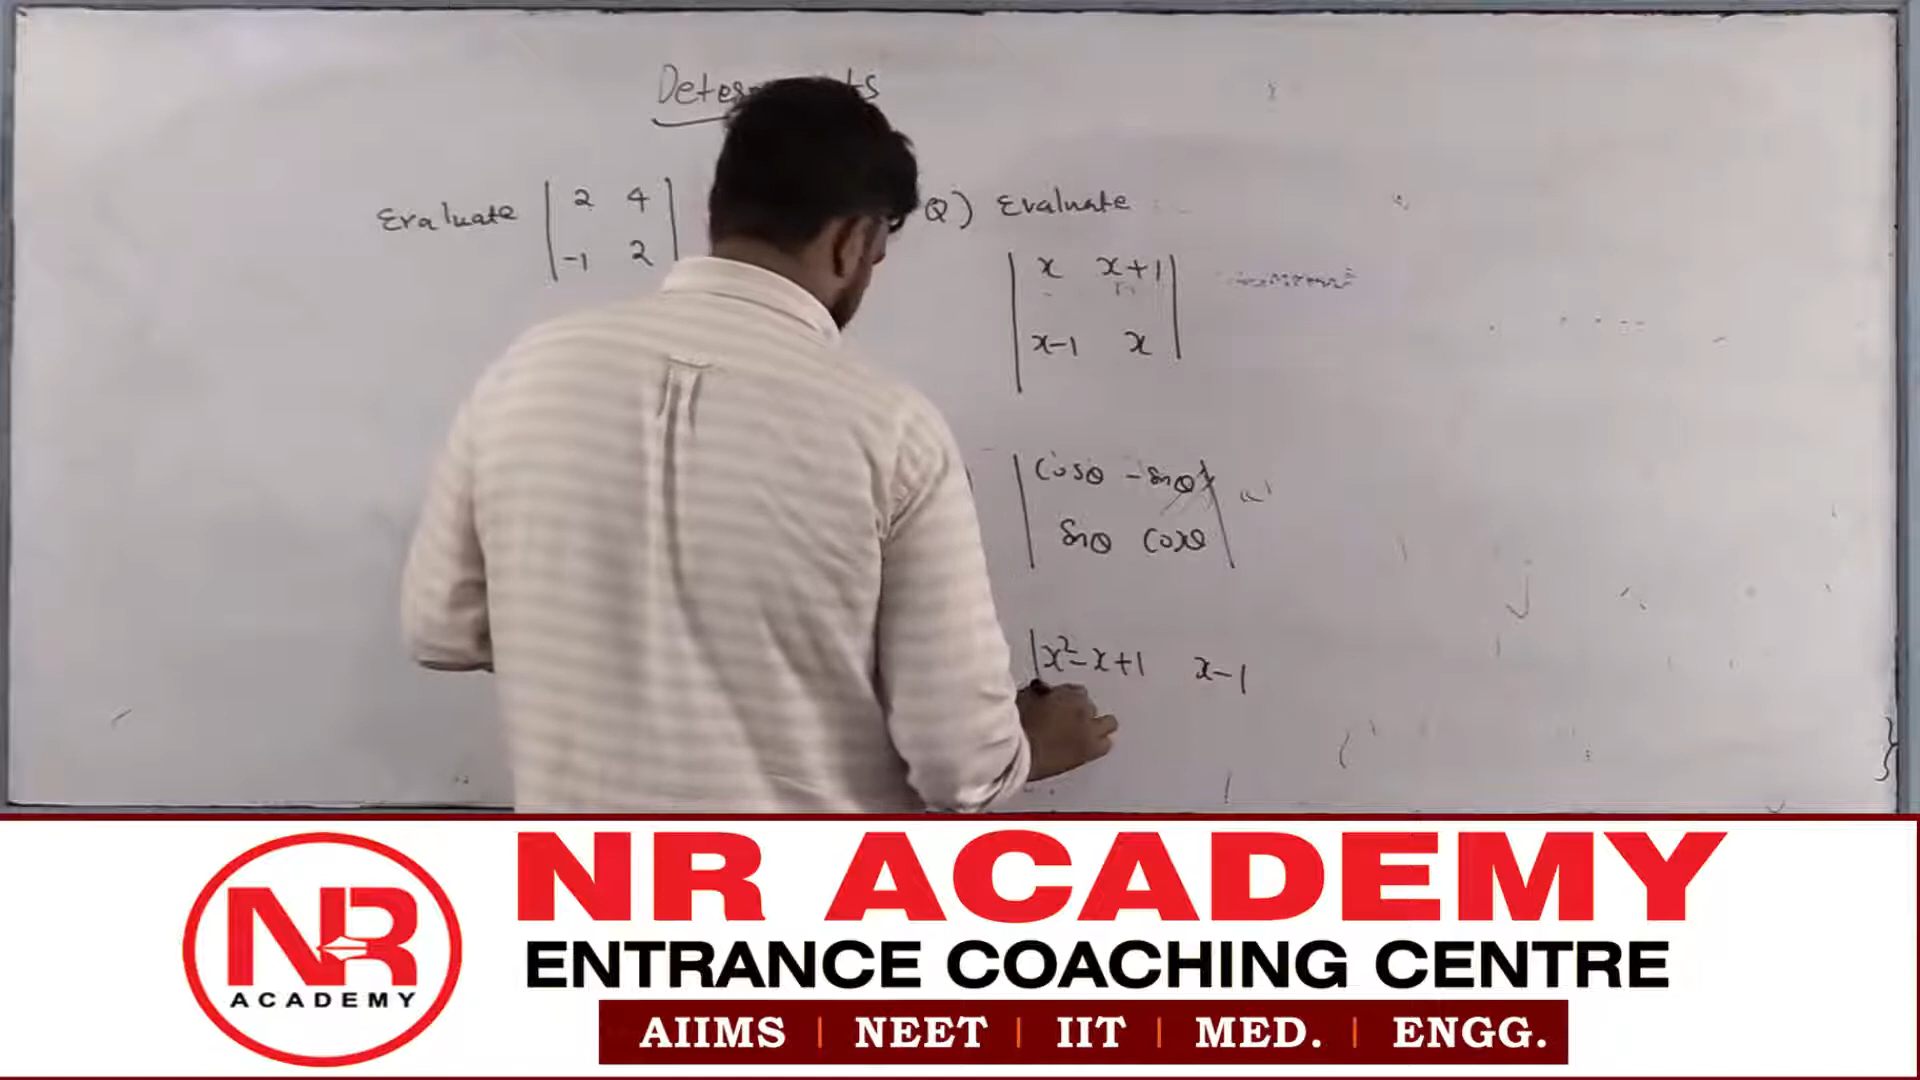 Evaluate | 2 4 |
| -1 2 |
Q) Evaluate
| x x+1 |
| x-1 x |
| cosθ -sinθ |
| sinθ cosθ |
| x²-x+1 x-1
NR
ACADEMY
NR ACADEMY
ENTRANCE COACHING CENTRE
AIIMS | NEET | IIT | MED. | ENGG.